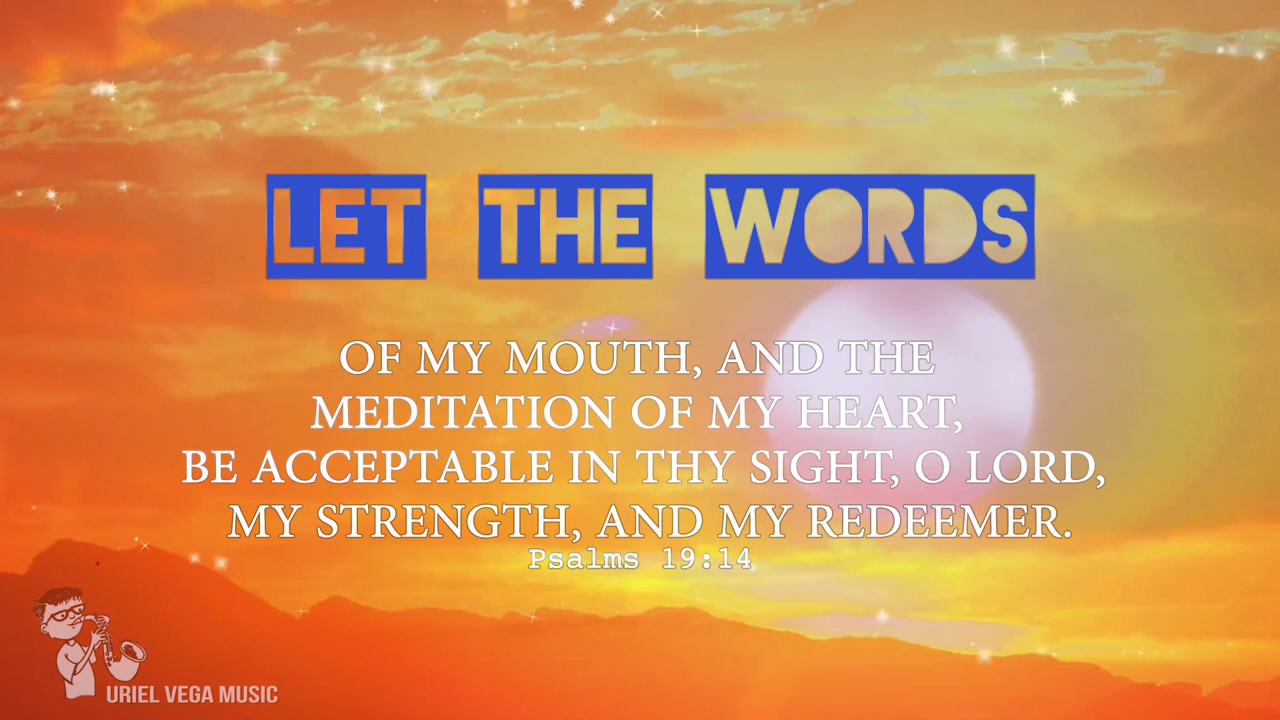 LET THE WORDS
OF MY MOUTH, AND THE
MEDITATION OF MY HEART,
BE ACCEPTABLE IN THY SIGHT, O LORD,
MY STRENGTH, AND MY REDEEMER.
Psalms 19:14
URIEL VEGA MUSIC